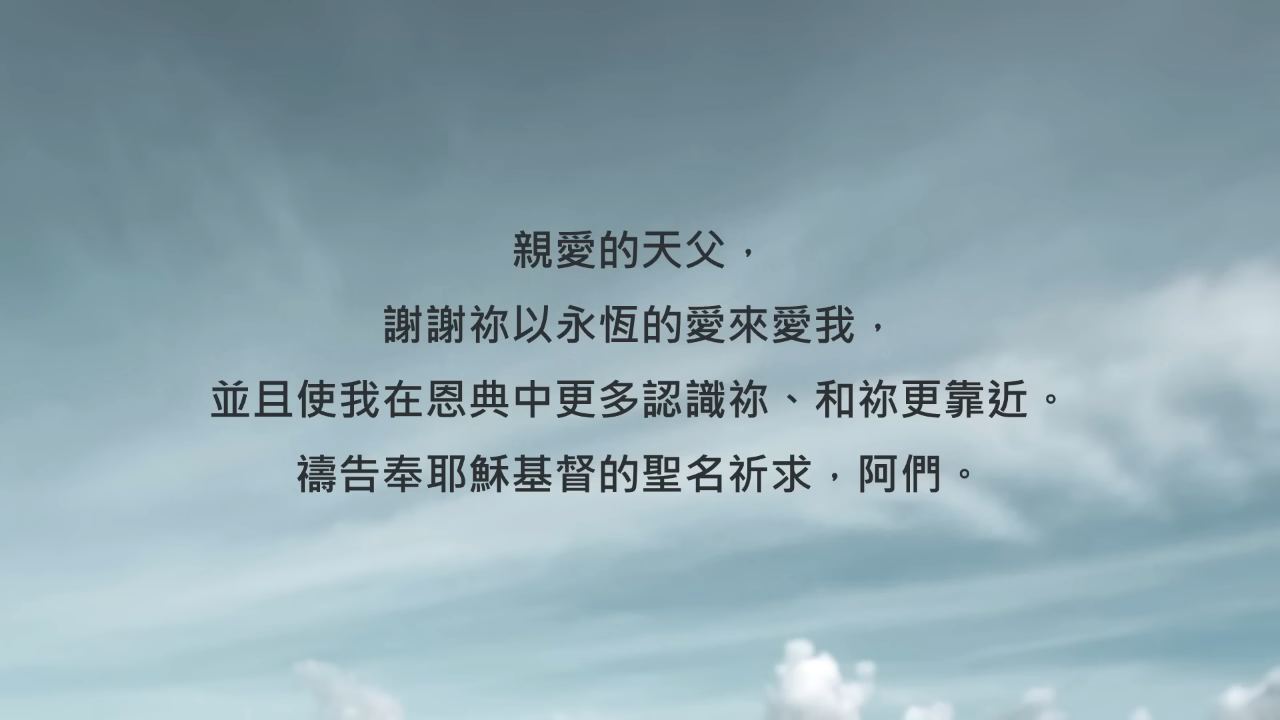 親愛的天父，
謝謝祢以永恆的愛來愛我，
並且使我在恩典中更多認識祢、和祢更靠近。
禱告奉耶穌基督的聖名祈求，阿們。